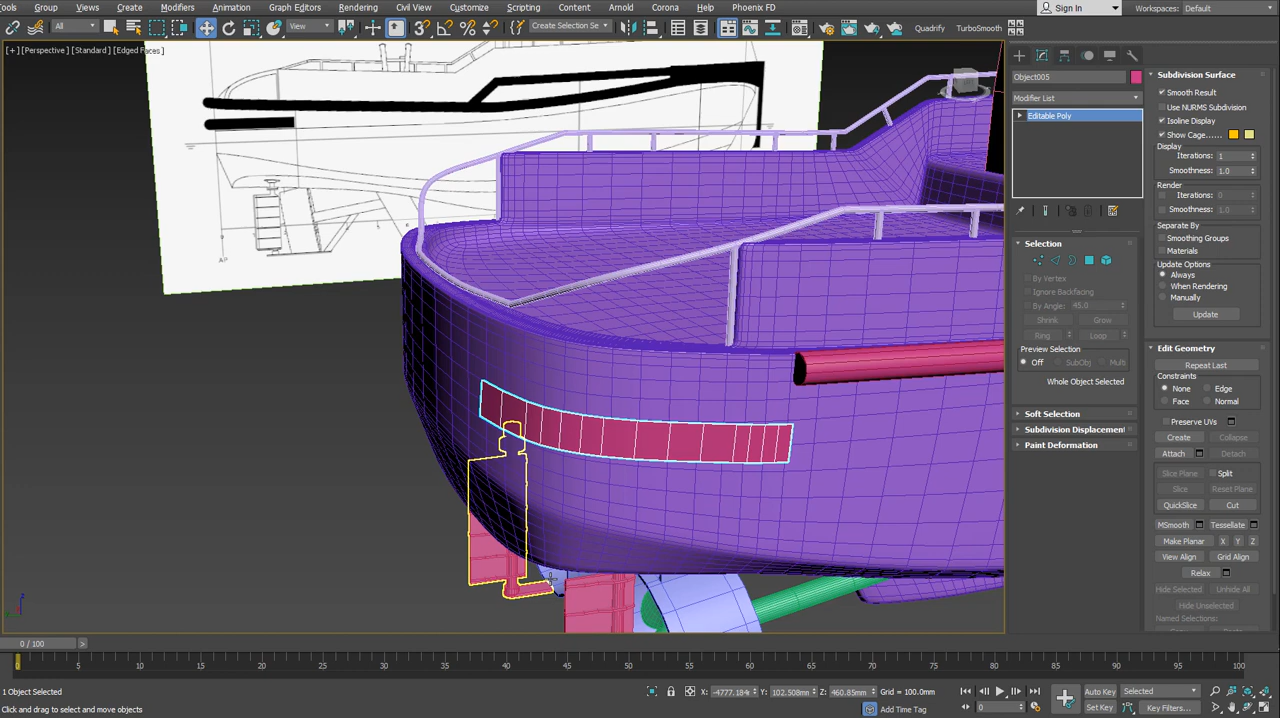 Tools Group Views Create Modifiers Animation Graph Editors Rendering Civil View Customize Scripting Content Arnold Corona Help Phoenix FD Sign In Workspaces: Default
All View Create Selection Se Quadrify TurboSmooth
[+] [Perspective] [Standard] [Edged Faces]
AP
Object005
Modifier List
Editable Poly
Selection
By Vertex
Ignore Backfacing
By Angle: 45.0
Shrink Grow
Ring Loop
Preview Selection
Off SubObj Multi
Whole Object Selected
Soft Selection
Subdivision Displacement
Paint Deformation
Subdivision Surface
Smooth Result
Use NURMS Subdivision
Isoline Display
Show Cage......
Display
Iterations: 1
Smoothness: 1.0
Render
Iterations: 0
Smoothness: 1.0
Separate By
Smoothing Groups
Materials
Update Options
Always
When Rendering
Manually
Update
Edit Geometry
Repeat Last
Constraints
None Edge
Face Normal
Preserve UVs
Create Collapse
Attach Detach
Slice Plane Split
Slice Reset Plane
QuickSlice Cut
MSmooth Tessellate
Make Planar X Y Z
View Align Grid Align
Relax
Hide Selected Unhide All
Hide Unselected
Named Selections:
0 / 100
0 5 10 15 20 25 30 35 40 45 50 55 60 65 70 75 80 85 90 95 100
1 Object Selected
Click and drag to select and move objects
X: -4777.184m Y: 102.508mm Z: 460.85mm Grid = 100.0mm
Add Time Tag
0
Auto Key Selected
Set Key Key Filters...